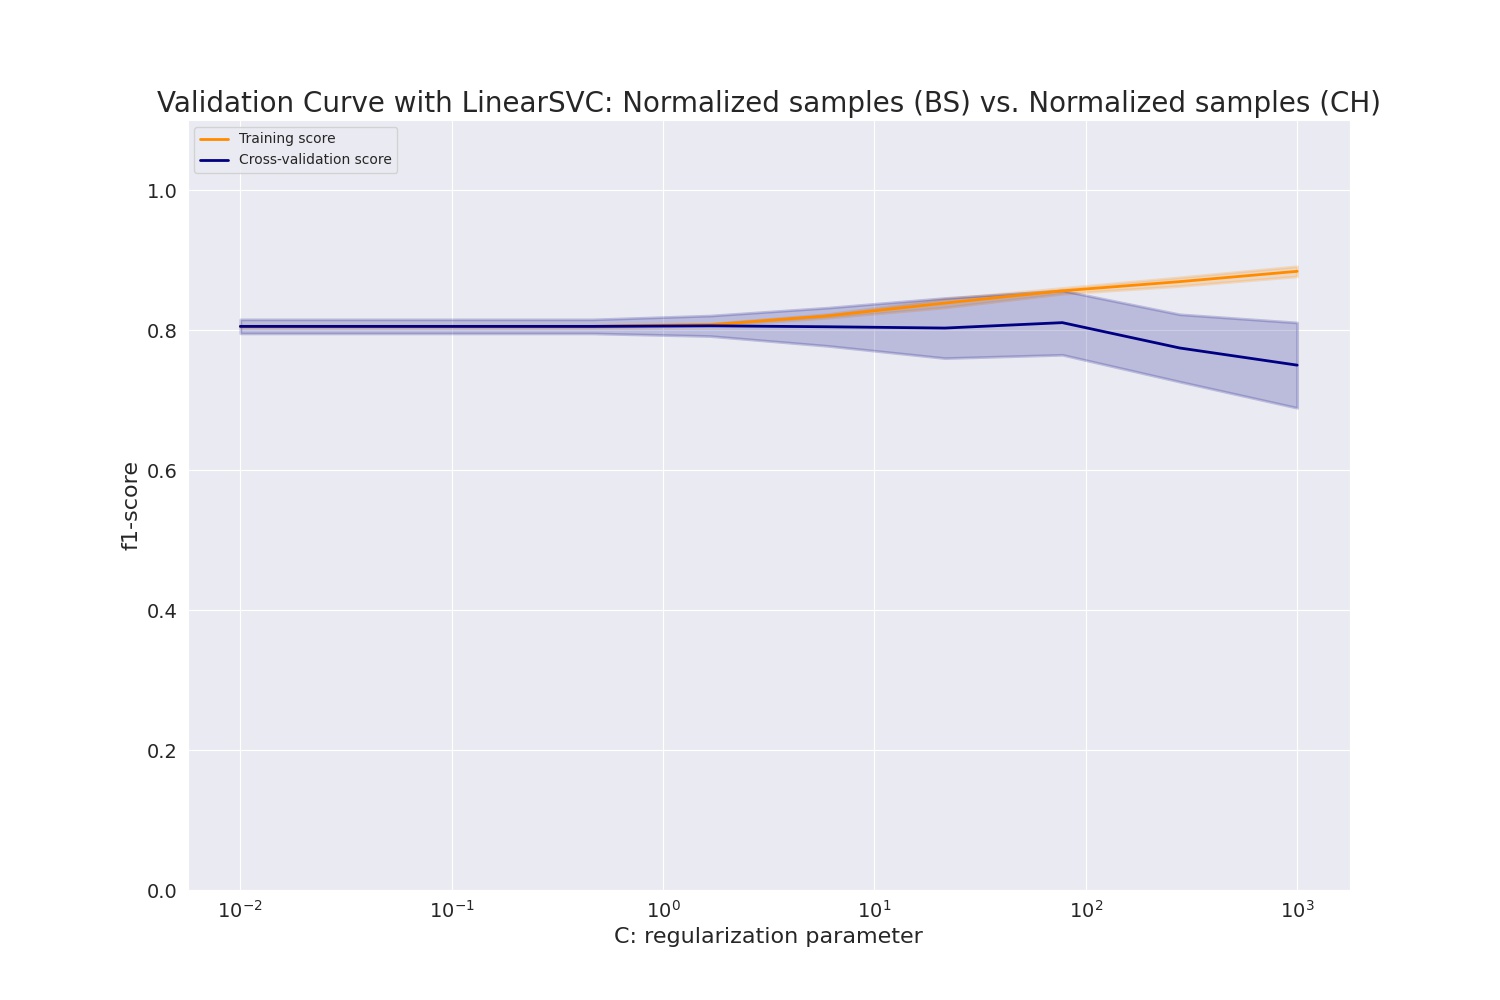 Validation Curve with LinearSVC: Normalized samples (BS) vs. Normalized samples (CH)
Training score
Cross-validation score
1.0
0.8
0.6
0.4
0.2
0.0
f1-score
10⁻² 10⁻¹ 10⁰ 10¹ 10² 10³
C: regularization parameter